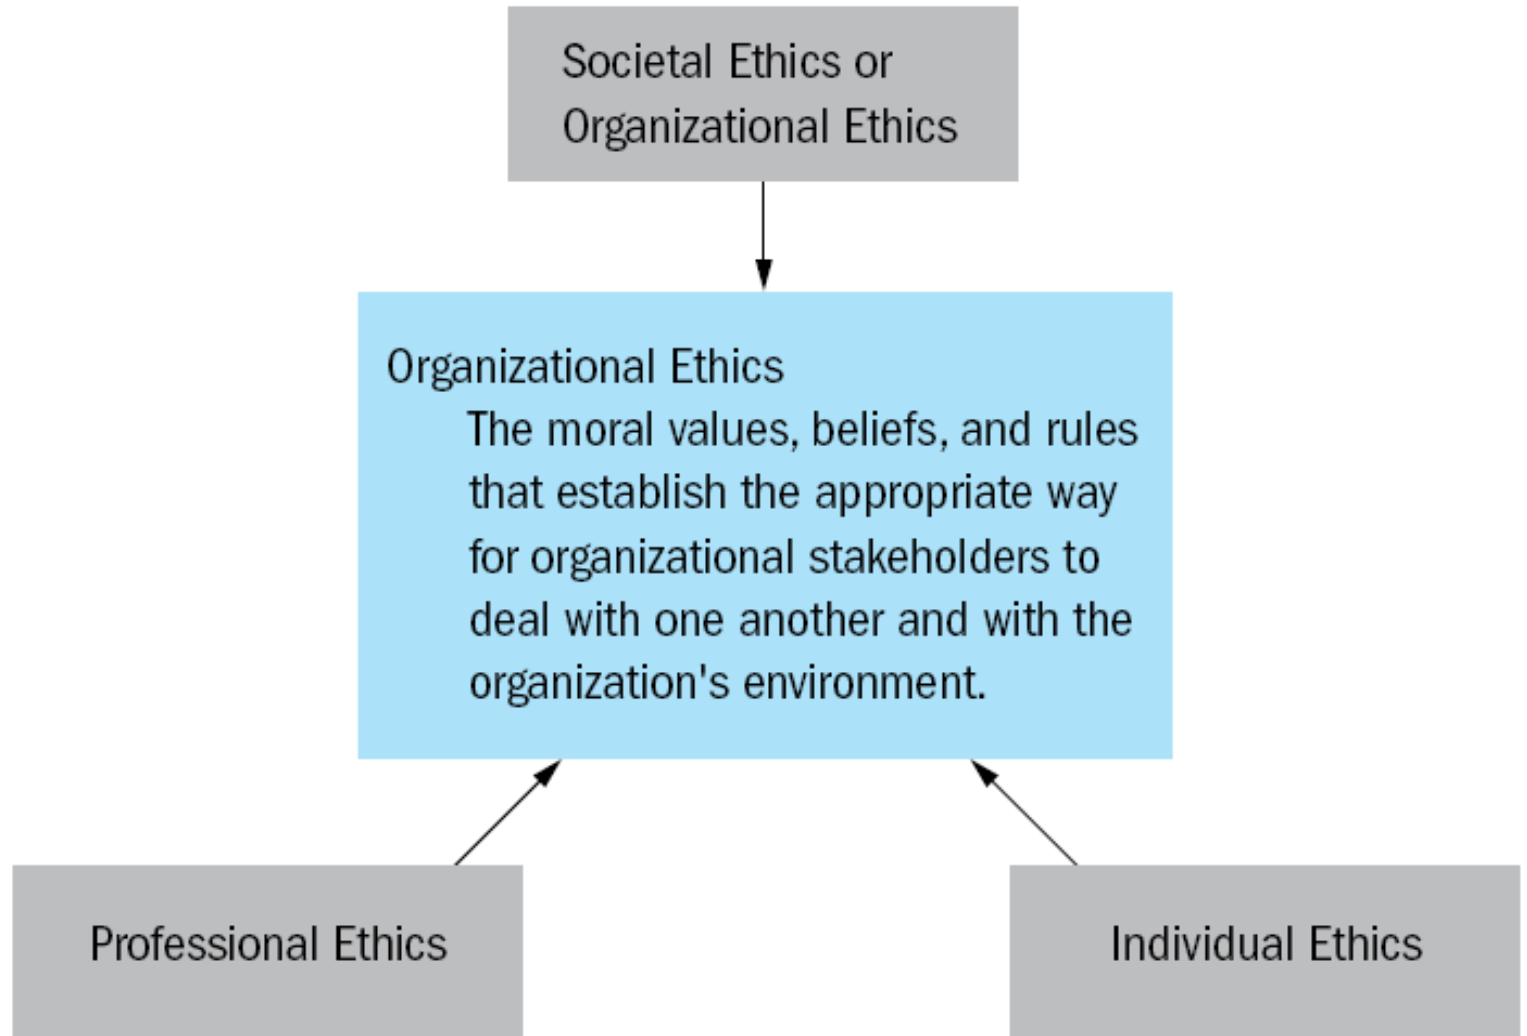 Societal Ethics or
Organizational Ethics
Organizational Ethics
The moral values, beliefs, and rules
that establish the appropriate way
for organizational stakeholders to
deal with one another and with the
organization's environment.
Professional Ethics
Individual Ethics